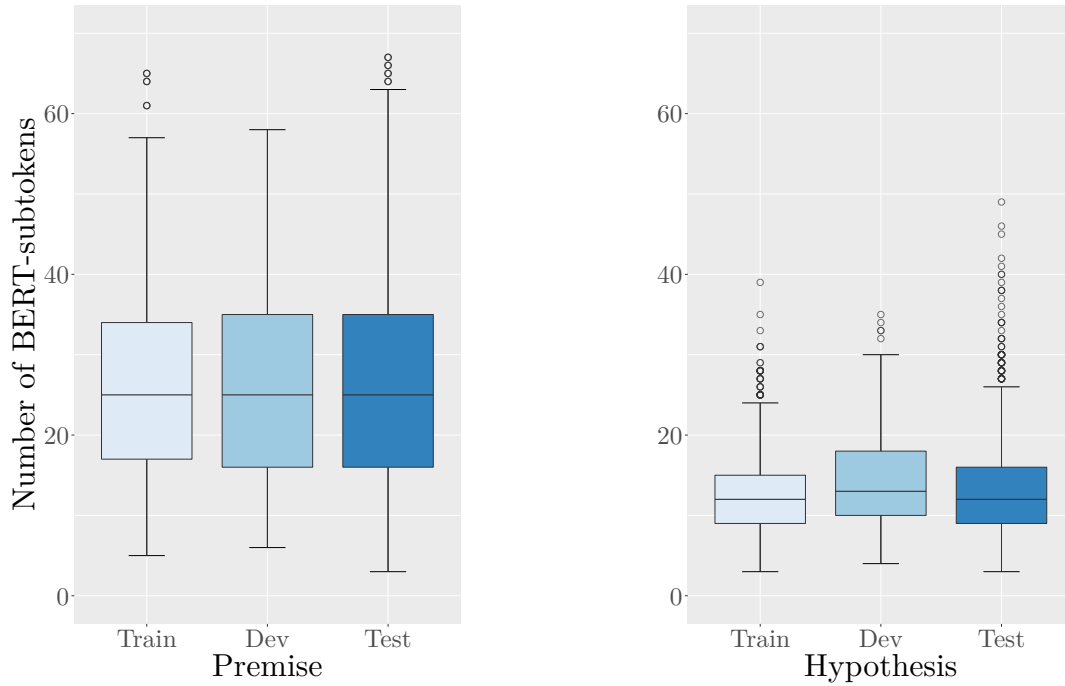 Number of BERT-subtokens
60
40
20
0
Train Dev Test
Premise
60
40
20
0
Train Dev Test
Hypothesis